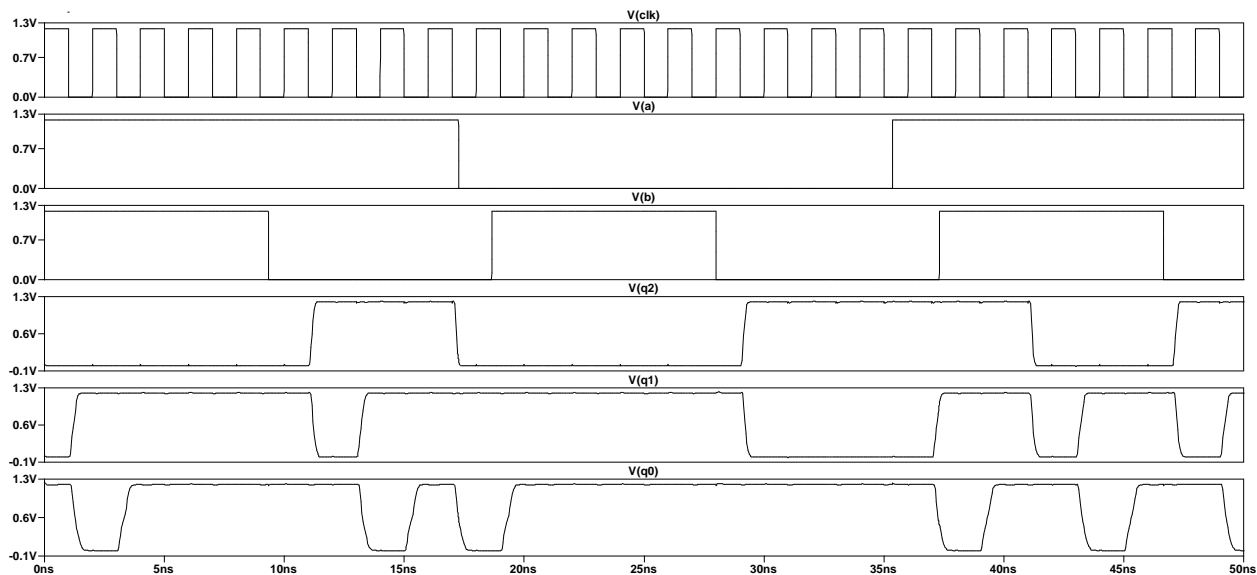 V(clk)
1.3V
0.7V
0.0V
V(a)
1.3V
0.7V
0.0V
V(b)
1.3V
0.7V
0.0V
V(q2)
1.3V
0.6V
-0.1V
V(q1)
1.3V
0.6V
-0.1V
V(q0)
1.3V
0.6V
-0.1V
0ns 5ns 10ns 15ns 20ns 25ns 30ns 35ns 40ns 45ns 50ns